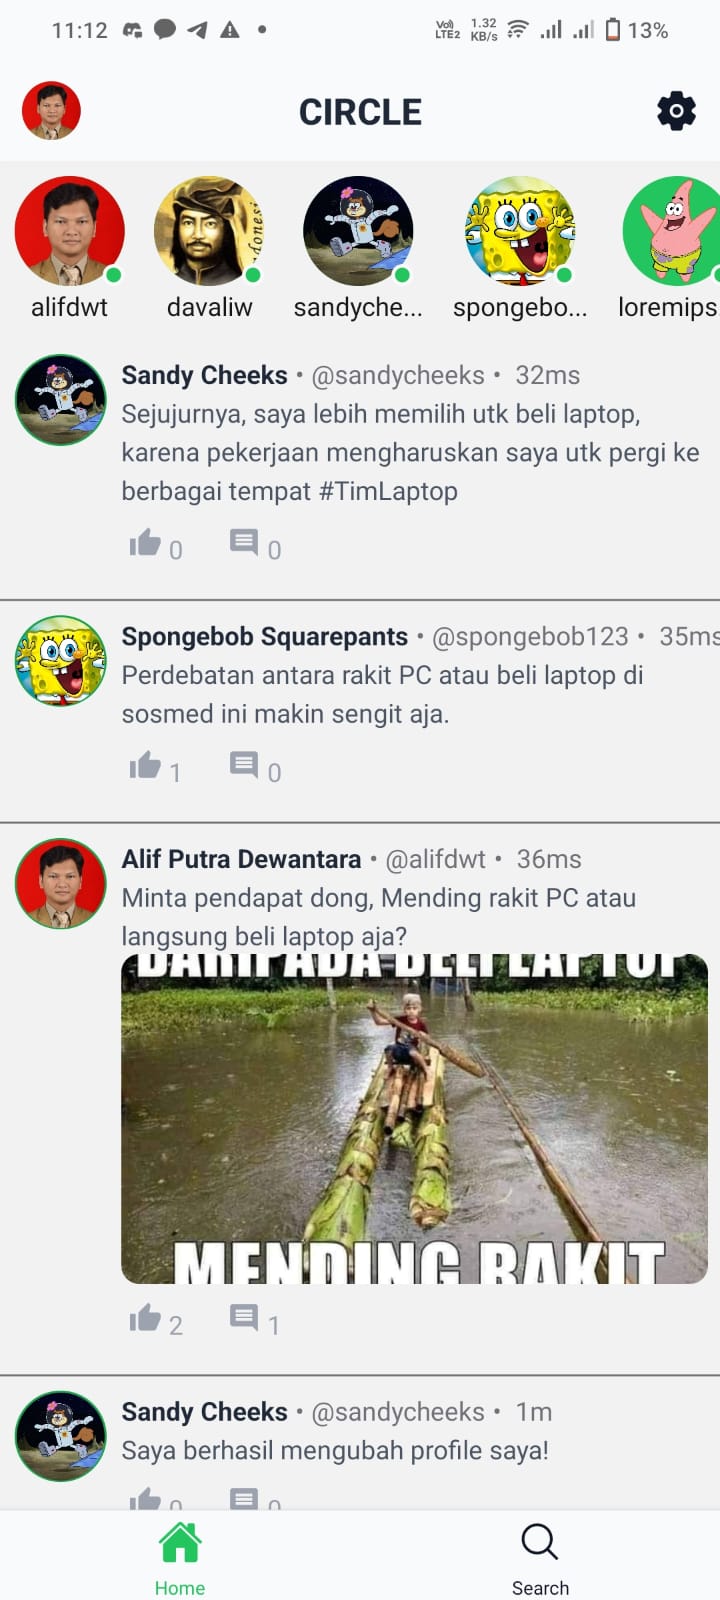 11:12
Vo) LTE2 1.32 KB/s 13%
CIRCLE
alifdwt davaliw sandyche... spongebo... loremips
Sandy Cheeks • @sandycheeks • 32ms
Sejujurnya, saya lebih memilih utk beli laptop,
karena pekerjaan mengharuskan saya utk pergi ke
berbagai tempat #TimLaptop
0 0
Spongebob Squarepants • @spongebob123 • 35ms
Perdebatan antara rakit PC atau beli laptop di
sosmed ini makin sengit aja.
1 0
Alif Putra Dewantara • @alifdwt • 36ms
Minta pendapat dong, Mending rakit PC atau
langsung beli laptop aja?
DARIPADA BELI LAPTOP
MENDING RAKIT
2 1
Sandy Cheeks • @sandycheeks • 1m
Saya berhasil mengubah profile saya!
0 0
Home Search